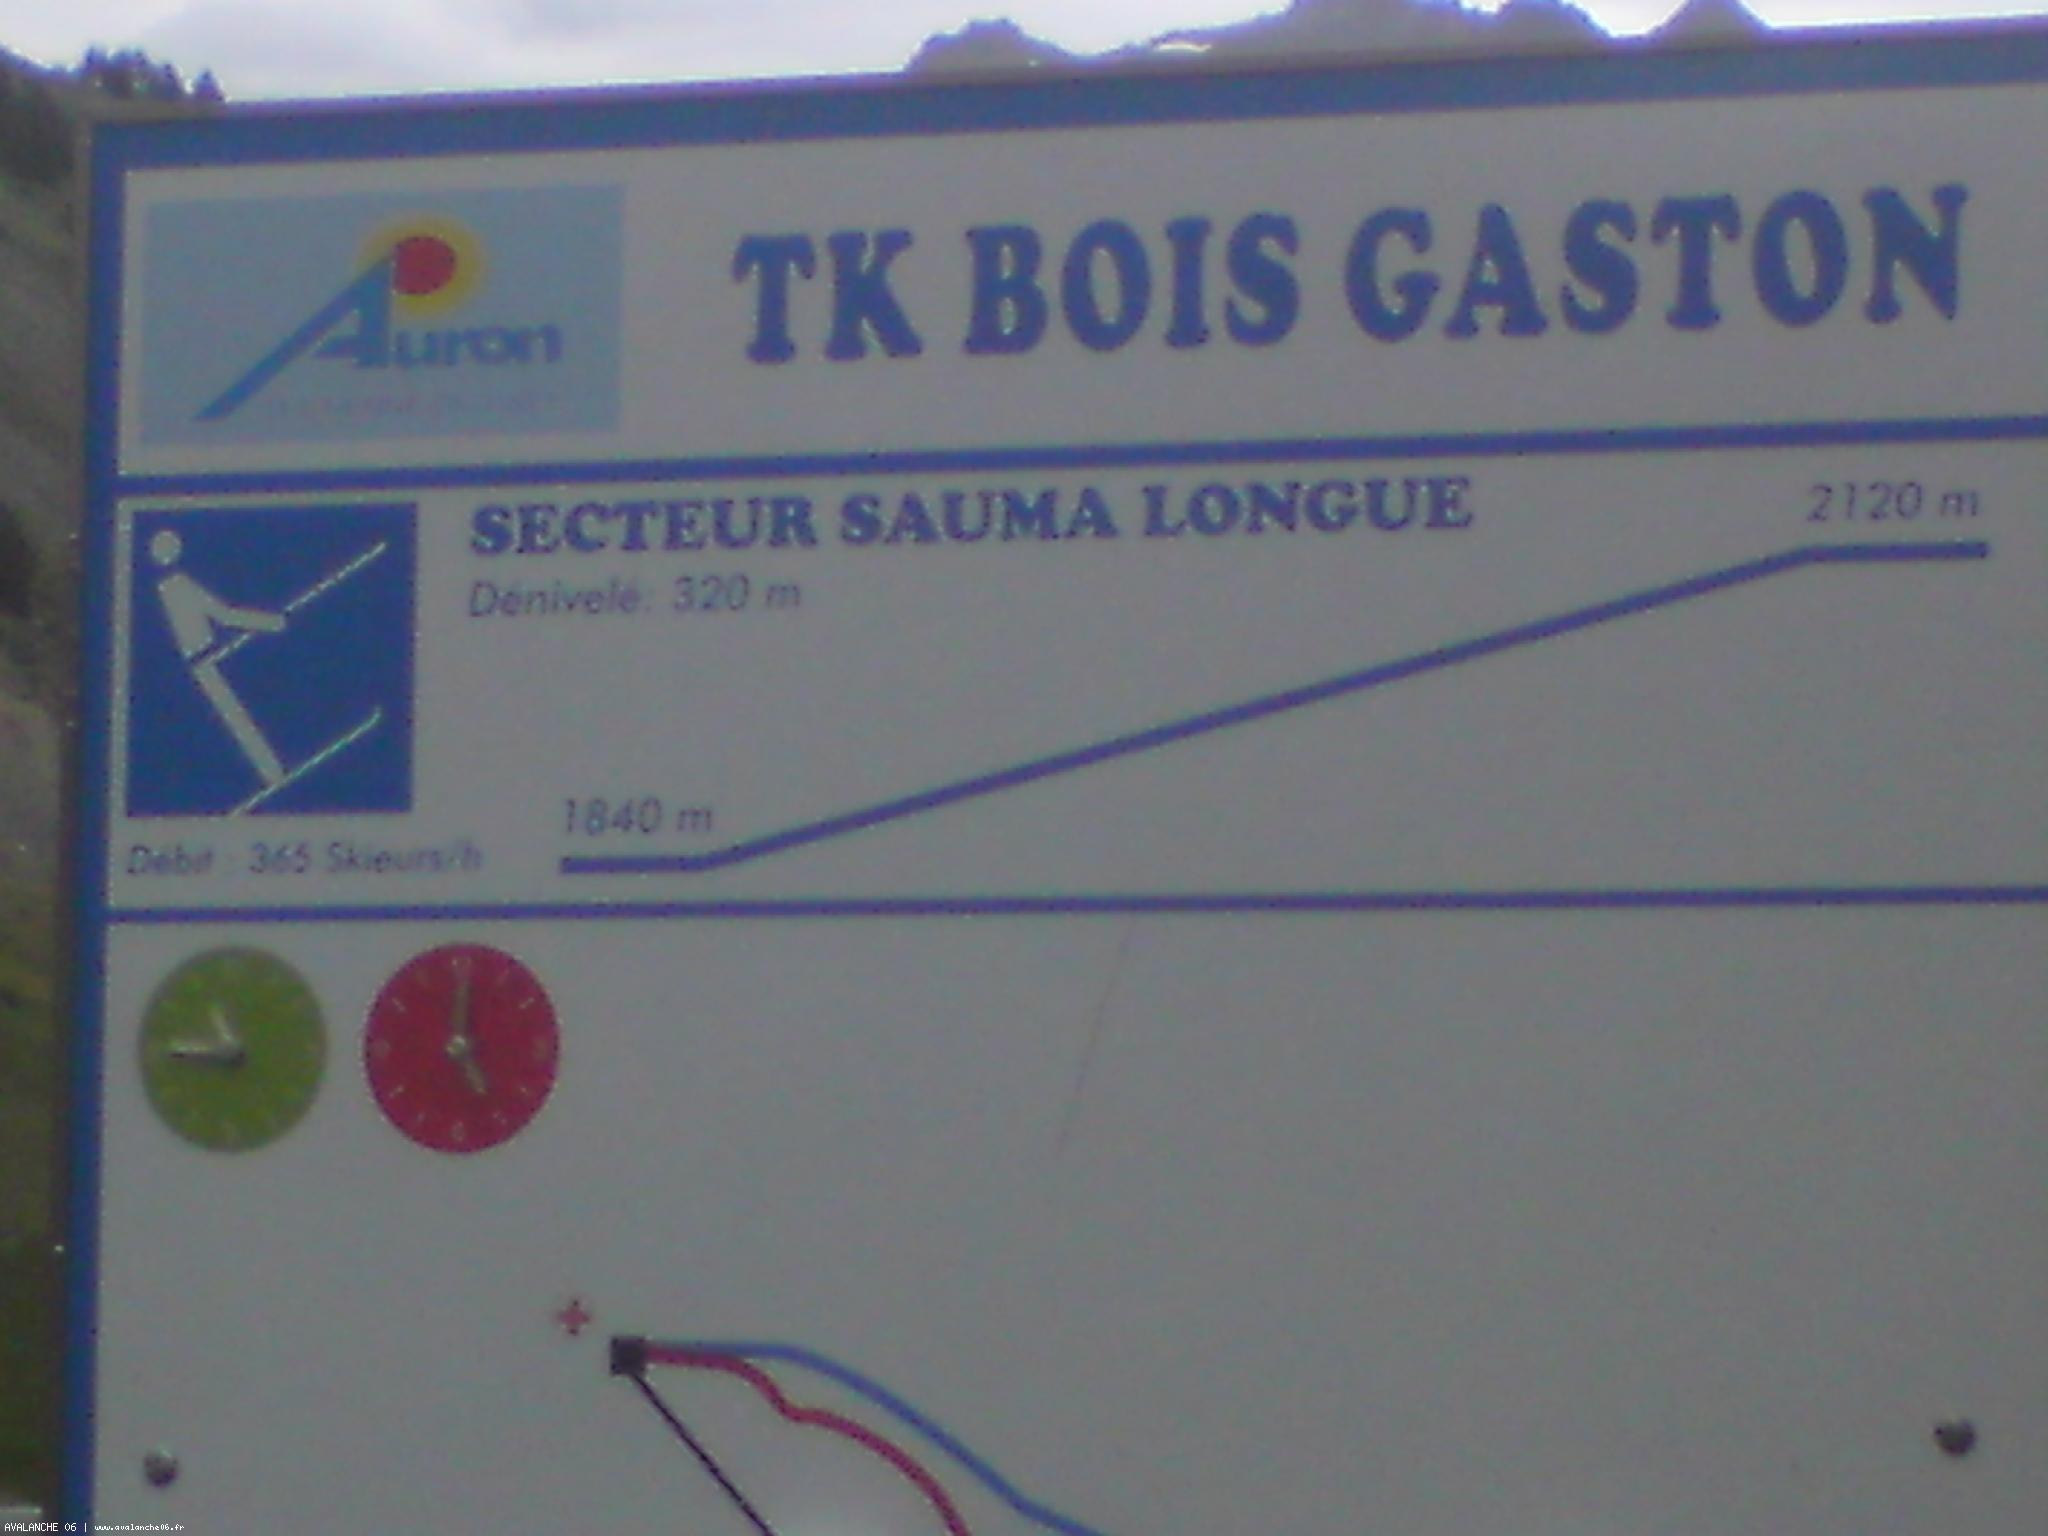 Auron
TK BOIS GASTON
SECTEUR SAUMA LONGUE
2120 m
Dénivelé: 320 m
1840 m
Débit : 365 Skieurs/h
AVALANCHE 06 | www.avalanche06.fr